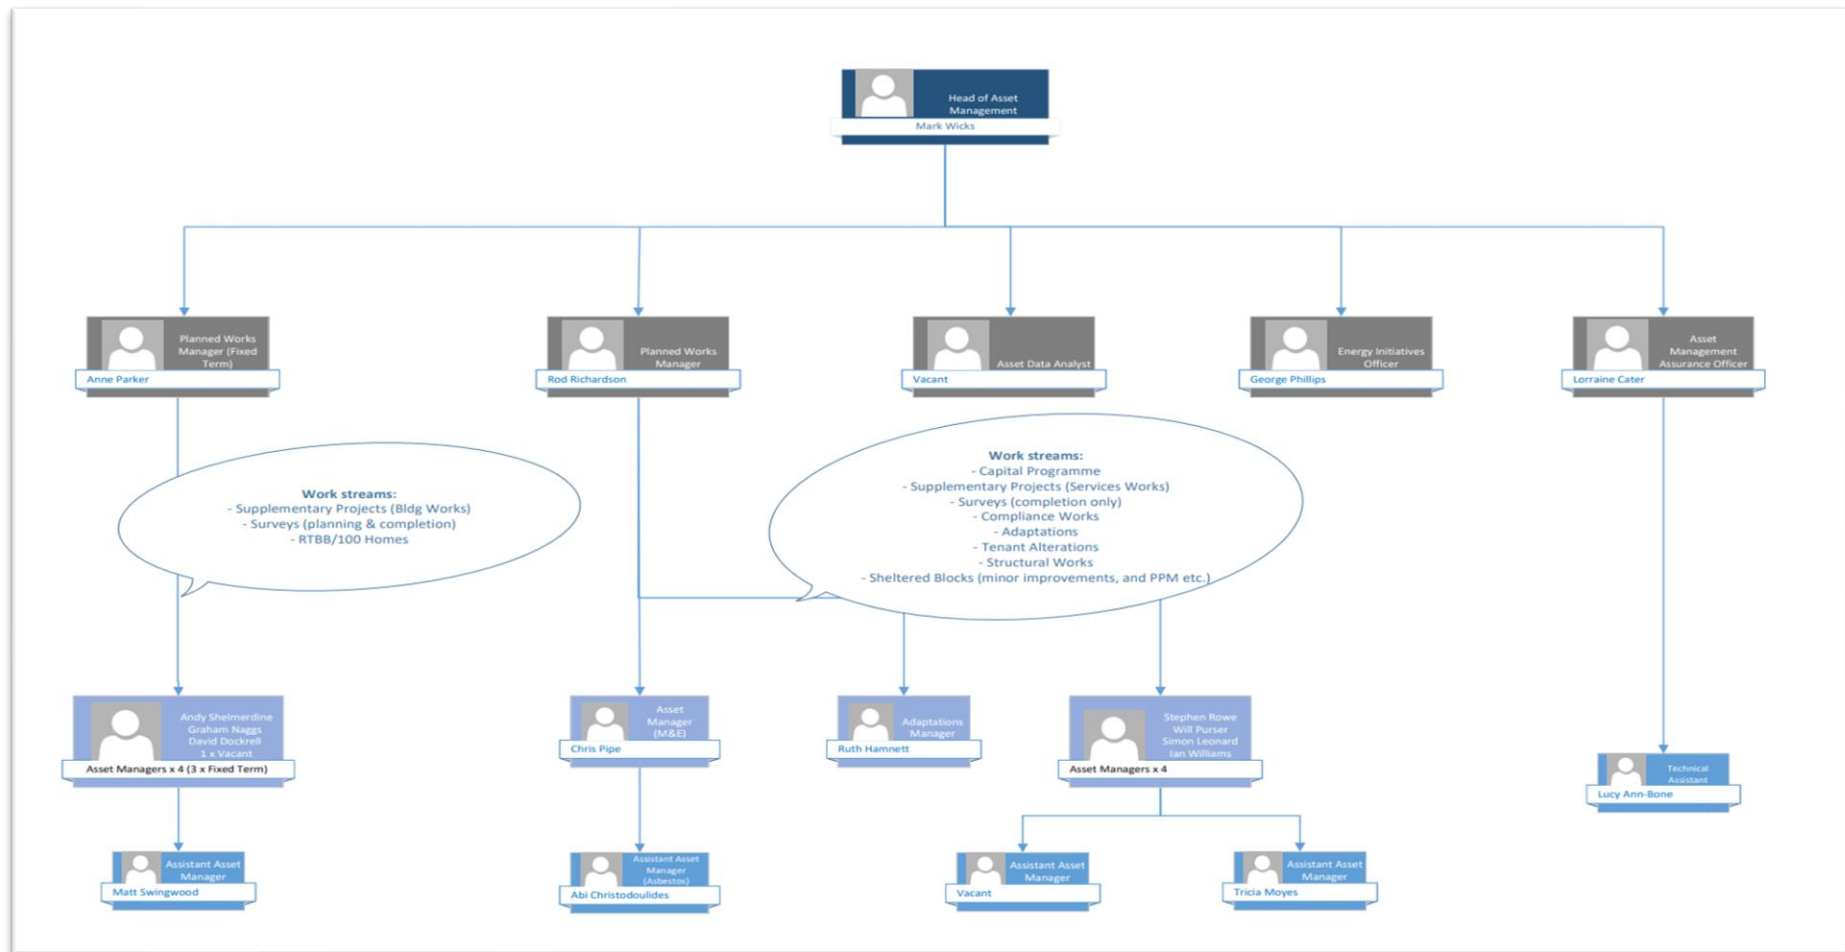 Head of Asset
Management
Mark Wicks
Planned Works
Manager (Fixed
Term)
Anne Parker
Planned Works
Manager
Rod Richardson
Asset Data Analyst
Vacant
Energy Initiatives
Officer
George Phillips
Asset
Management
Assurance Officer
Lorraine Cater
Work streams:
- Supplementary Projects (Bldg Works)
- Surveys (planning & completion)
- RTBB/100 Homes
Work streams:
- Capital Programme
- Supplementary Projects (Services Works)
- Surveys (completion only)
- Compliance Works
- Adaptations
- Tenant Alterations
- Structural Works
- Sheltered Blocks (minor improvements, and PPM etc.)
Andy Shelmerdine
Graham Naggs
David Dockrell
1 x Vacant
Asset Managers x 4 (3 x Fixed Term)
Asset
Manager
(M&E)
Chris Pipe
Adaptations
Manager
Ruth Hamnett
Stephen Rowe
Will Purser
Simon Leonard
Ian Williams
Asset Managers x 4
Technical
Assistant
Lucy Ann-Bone
Assistant Asset
Manager
Matt Swingwood
Assistant Asset
Manager
(Asbestos)
Abi Christodoulides
Assistant Asset
Manager
Vacant
Assistant Asset
Manager
Tricia Moyes